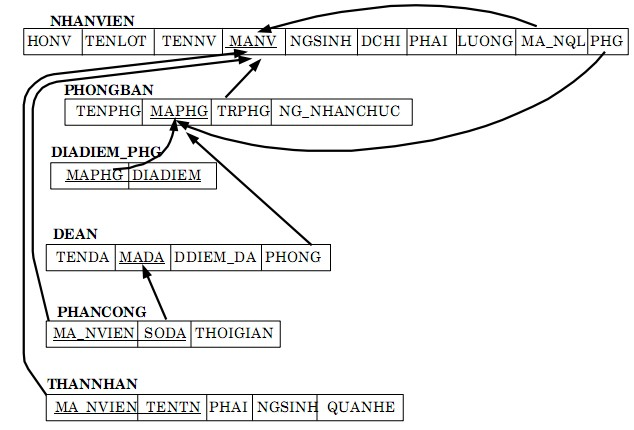 NHANVIEN
HONV TENLOT TENNV MANV NGSINH DCHI PHAI LUONG MA_NQL PHG
PHONGBAN
TENPHG MAPHG TRPHG NG_NHANCHUC
DIADIEM_PHG
MAPHG DIADIEM
DEAN
TENDA MADA DDIEM_DA PHONG
PHANCONG
MA_NVIEN SODA THOIGIAN
THANNHAN
MA_NVIEN TENTN PHAI NGSINH QUANHE